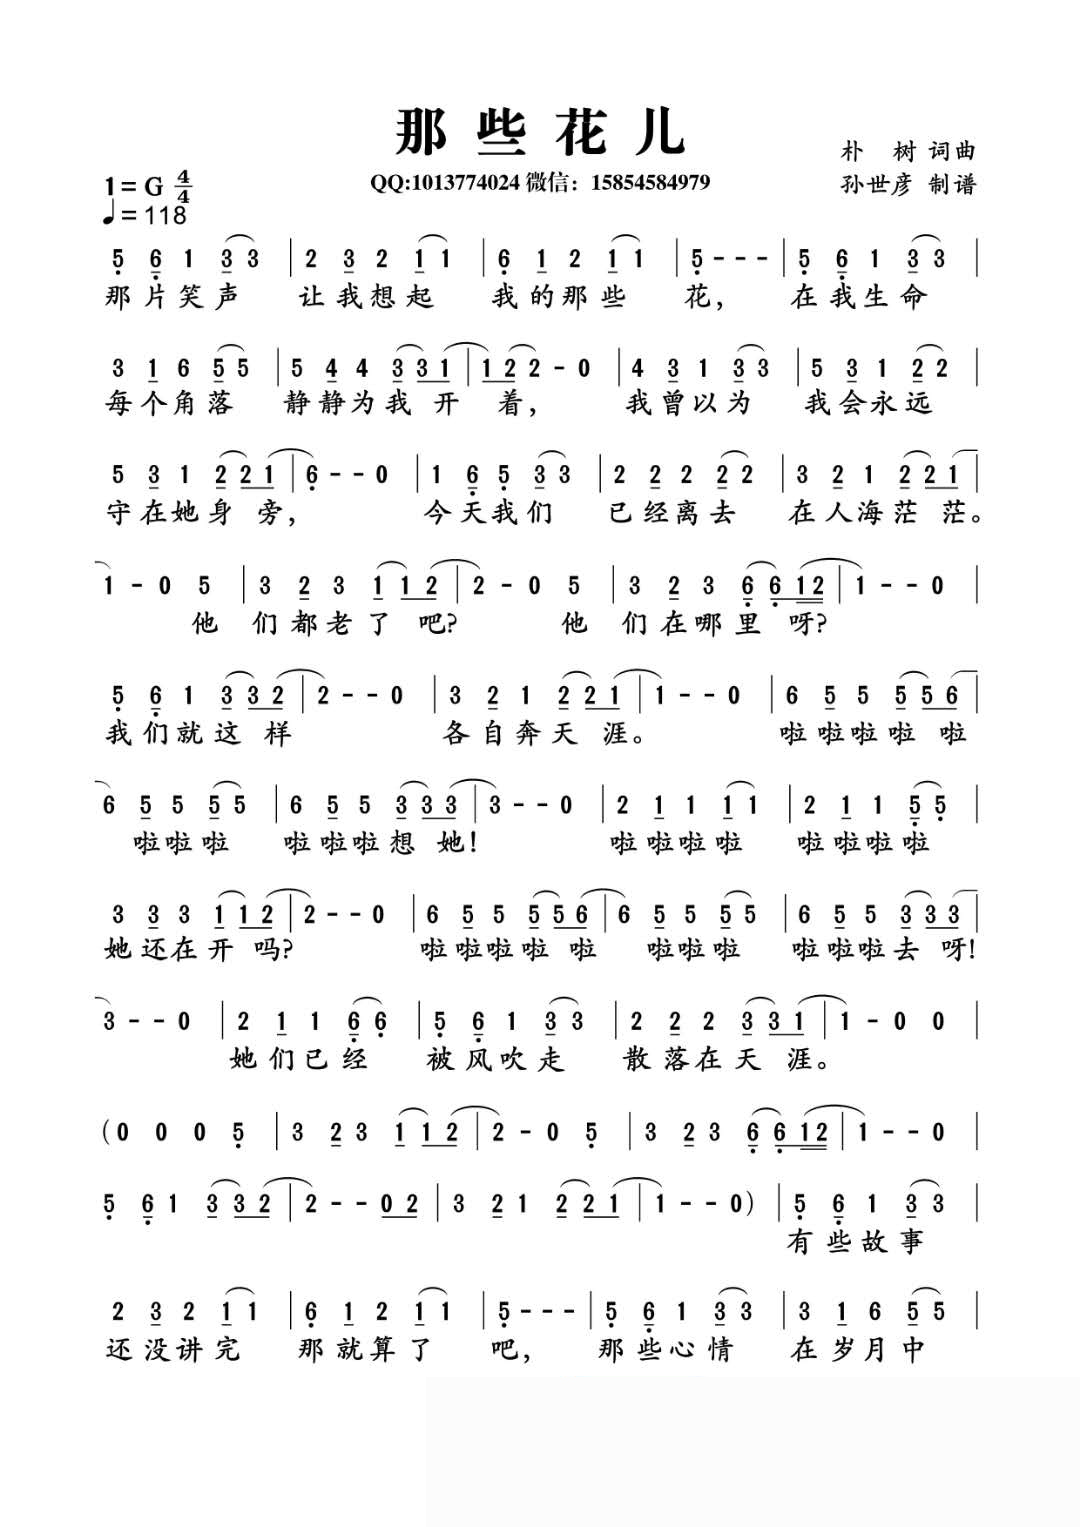 那些花儿
朴 树 词曲
QQ:1013774024 微信：15854584979
孙世彦 制谱
1=G 4/4
♩=118
5 6 1 3 3 | 2 3 2 1 1 | 6 1 2 1 1 | 5 - - - | 5 6 1 3 3 |
那片笑声 让我想起 我的那些 花， 在我生命
3 1 6 5 5 | 5 4 4 3 3 1 | 1 2 2 - 0 | 4 3 1 3 3 | 5 3 1 2 2 |
每个角落 静静为我 开 着， 我曾以为 我会永远
5 3 1 2 2 1 | 6 - - 0 | 1 6 5 3 3 | 2 2 2 2 2 | 3 2 1 2 2 1 |
守在她身 旁， 今天我们 已经离去 在人海茫 茫。
1 - 0 5 | 3 2 3 1 1 2 | 2 - 0 5 | 3 2 3 6 6 1 2 | 1 - - 0 |
他 们都老了 吧? 他 们在哪里 呀?
5 6 1 3 3 2 | 2 - - 0 | 3 2 1 2 2 1 | 1 - - 0 | 6 5 5 5 5 6 |
我们就这 样 各自奔天 涯。 啦啦啦啦 啦
6 5 5 5 5 | 6 5 5 3 3 3 | 3 - - 0 | 2 1 1 1 1 | 2 1 1 5 5 |
啦啦啦 啦啦啦想 她! 啦啦啦啦 啦啦啦啦
3 3 3 1 1 2 | 2 - - 0 | 6 5 5 5 5 6 | 6 5 5 5 5 | 6 5 5 3 3 3 |
她还在开 吗? 啦啦啦啦 啦 啦啦啦 啦啦啦去 呀!
3 - - 0 | 2 1 1 6 6 | 5 6 1 3 3 | 2 2 2 3 3 1 | 1 - 0 0 |
她们已经 被风吹走 散落在天 涯。
(0 0 0 5 | 3 2 3 1 1 2 | 2 - 0 5 | 3 2 3 6 6 1 2 | 1 - - 0 |
5 6 1 3 3 2 | 2 - - 0 2 | 3 2 1 2 2 1 | 1 - - 0) | 5 6 1 3 3 |
有些故事
2 3 2 1 1 | 6 1 2 1 1 | 5 - - - | 5 6 1 3 3 | 3 1 6 5 5 |
还没讲完 那就算了 吧， 那些心情 在岁月中